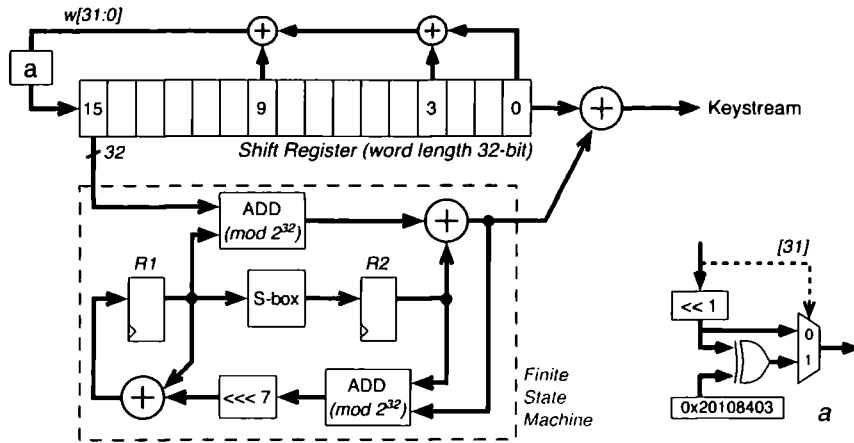 w[31:0]
a
15
9
3
0
Keystream
32
Shift Register (word length 32-bit)
ADD
(mod 2^32)
R1
S-box
R2
<<< 7
ADD
(mod 2^32)
Finite
State
Machine
[31]
<< 1
0
1
0x20108403
a